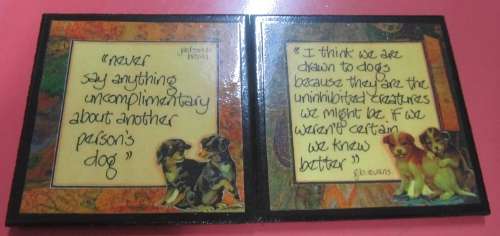 "never
say anything
uncomplimentary
about another
person's
dog"
"I think we are
drawn to dogs
because they are the
uninhibited creatures
we might be if we
weren't certain
we knew
better"